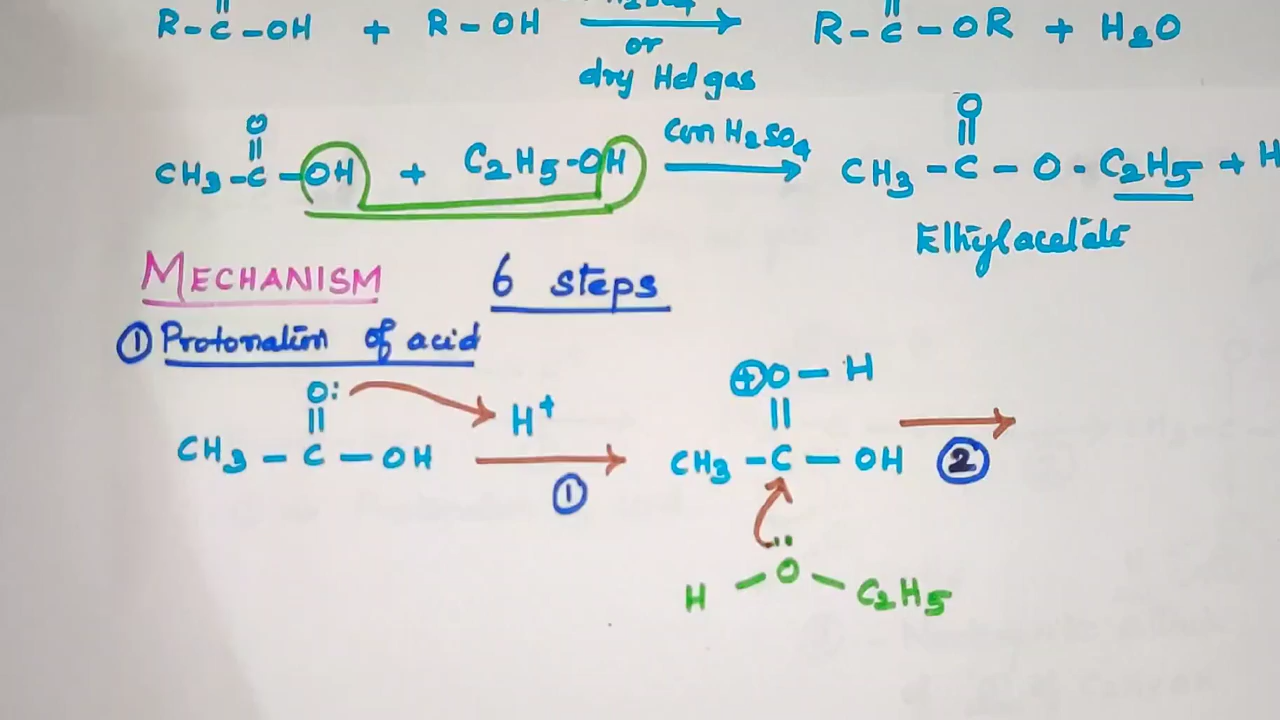 R-C-OH + R-OH → R-C-OR + H2O
or
dry Hcl gas
O O
CH3-C-OH + C2H5-OH Con H2SO4 → CH3-C-O-C2H5 + H
Ethylacetate
MECHANISM 6 steps
① Protonation of acid
O: H+ ⊕O-H
CH3-C-OH → ① CH3-C-OH → ②
H-O-C2H5